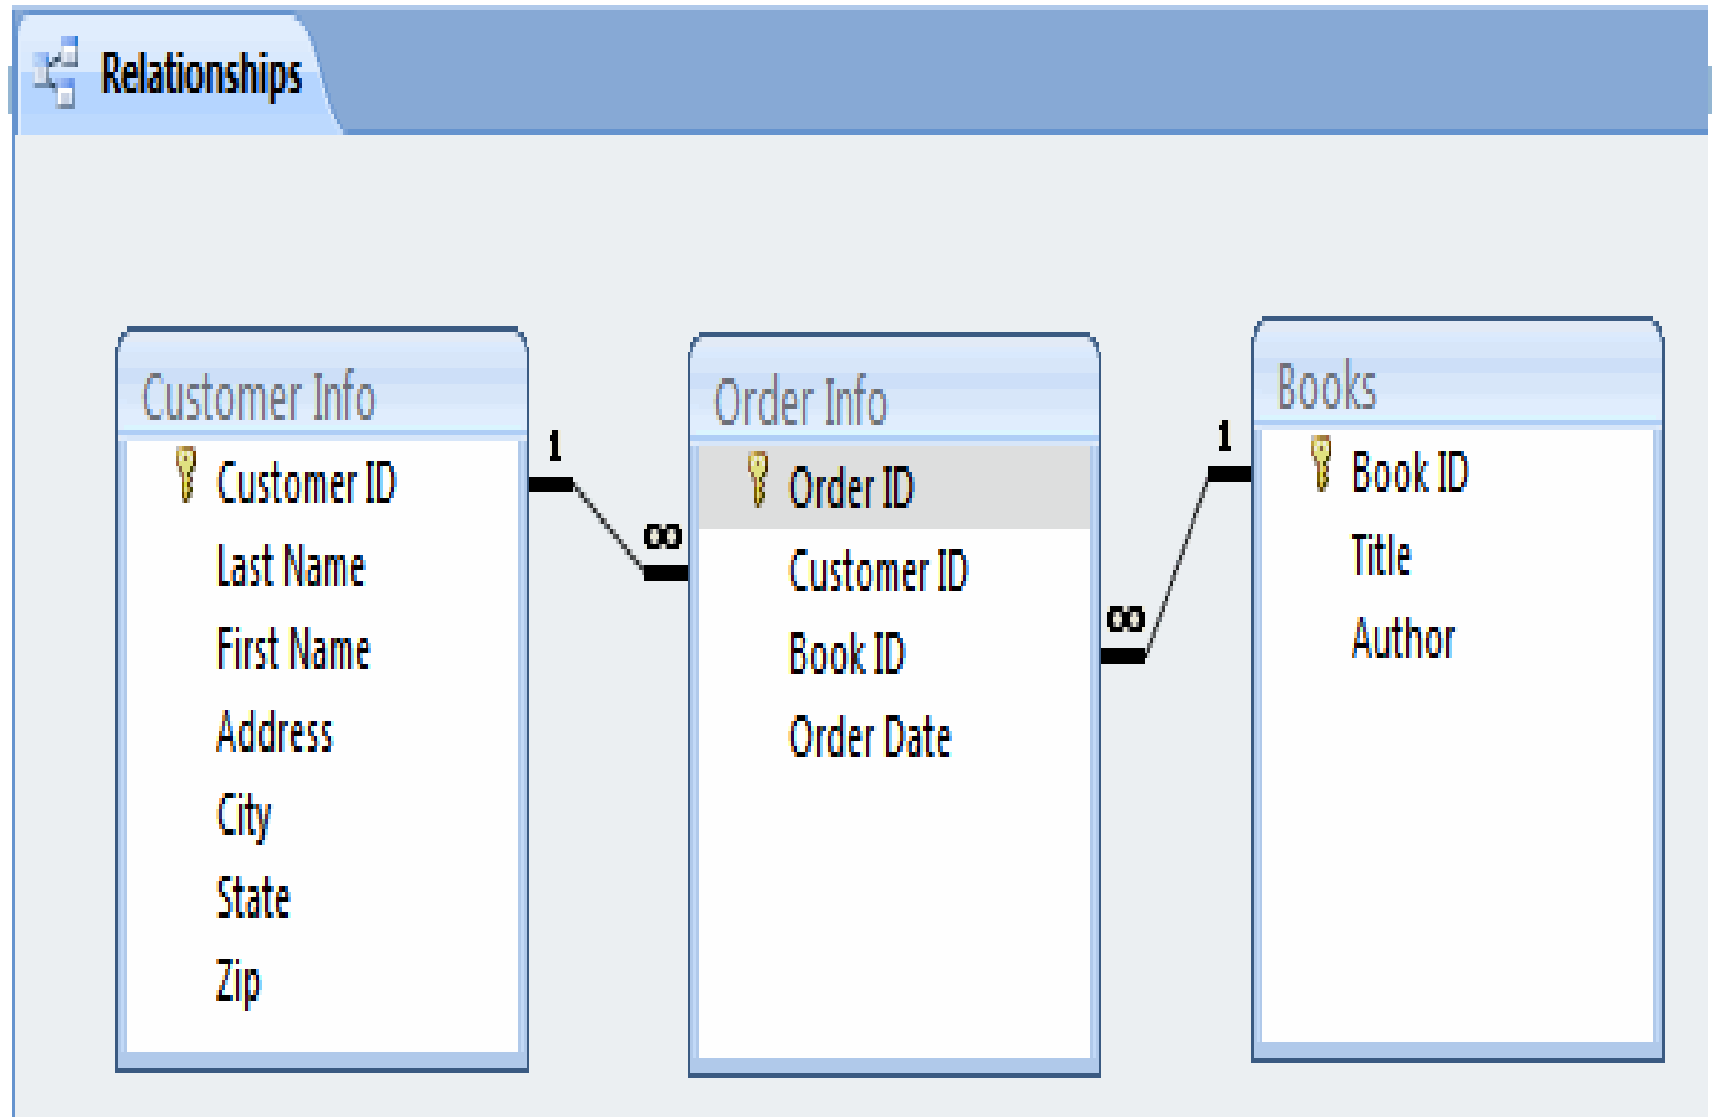 Relationships
Customer Info
Customer ID
Last Name
First Name
Address
City
State
Zip
1
∞
Order Info
Order ID
Customer ID
Book ID
Order Date
∞
1
Books
Book ID
Title
Author